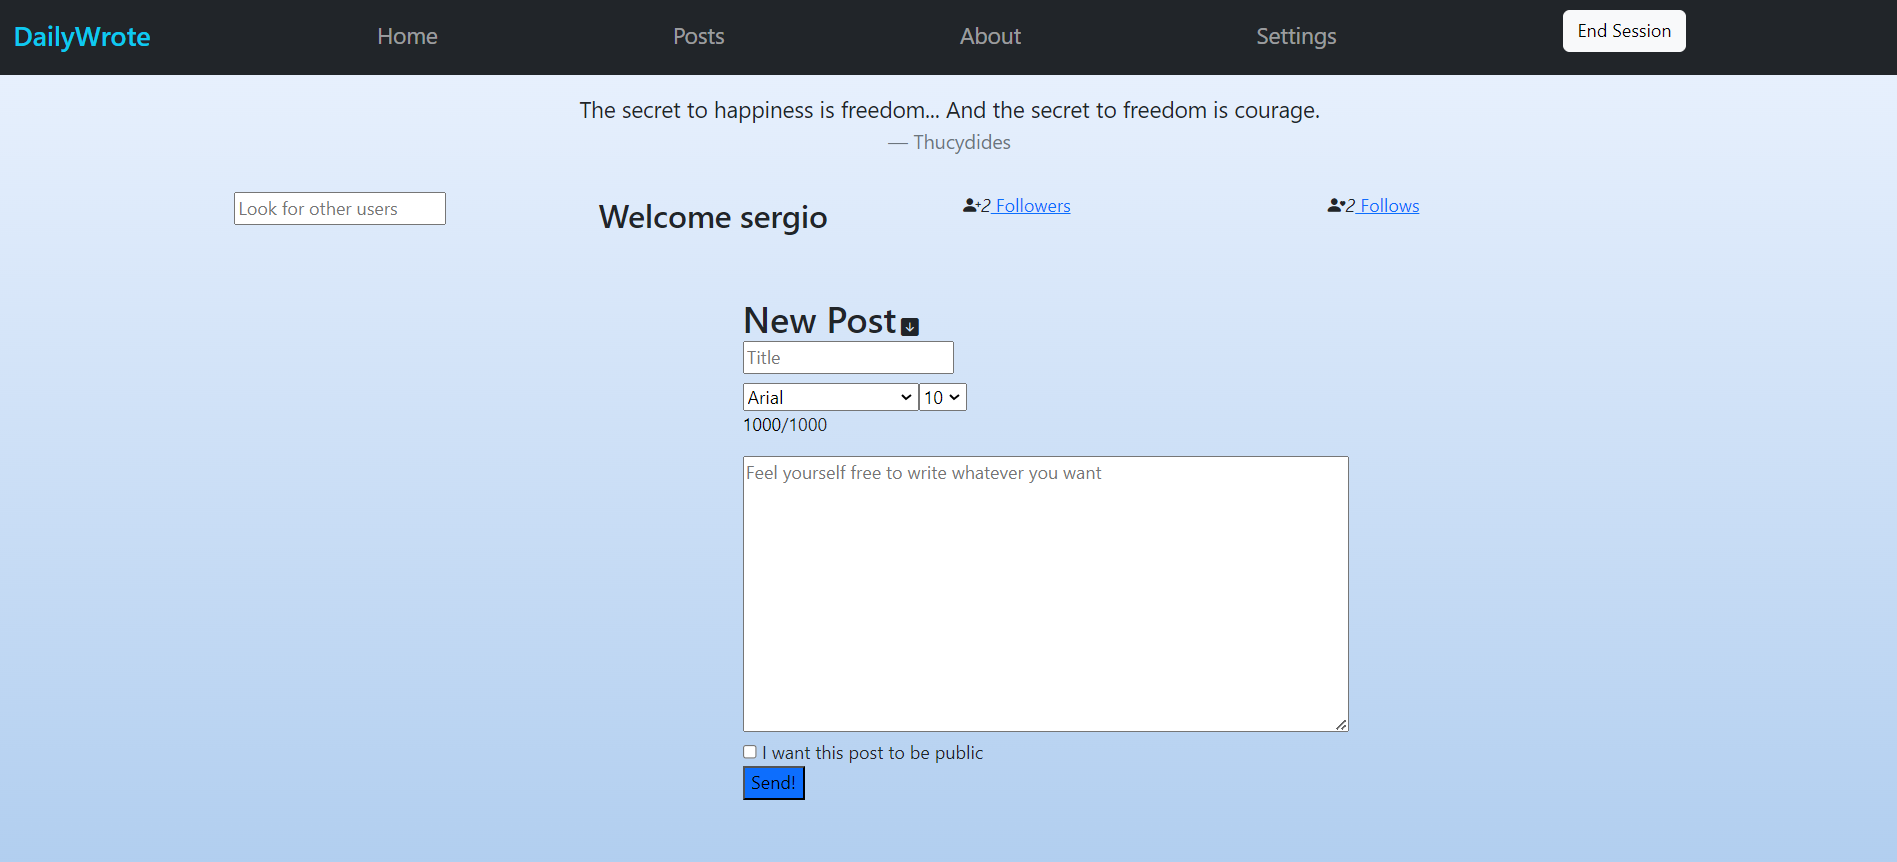 DailyWrote Home Posts About Settings End Session
The secret to happiness is freedom... And the secret to freedom is courage.
— Thucydides
Look for other users Welcome sergio 2 Followers 2 Follows
New Post
Title
Arial 10
1000/1000
Feel yourself free to write whatever you want
I want this post to be public
Send!